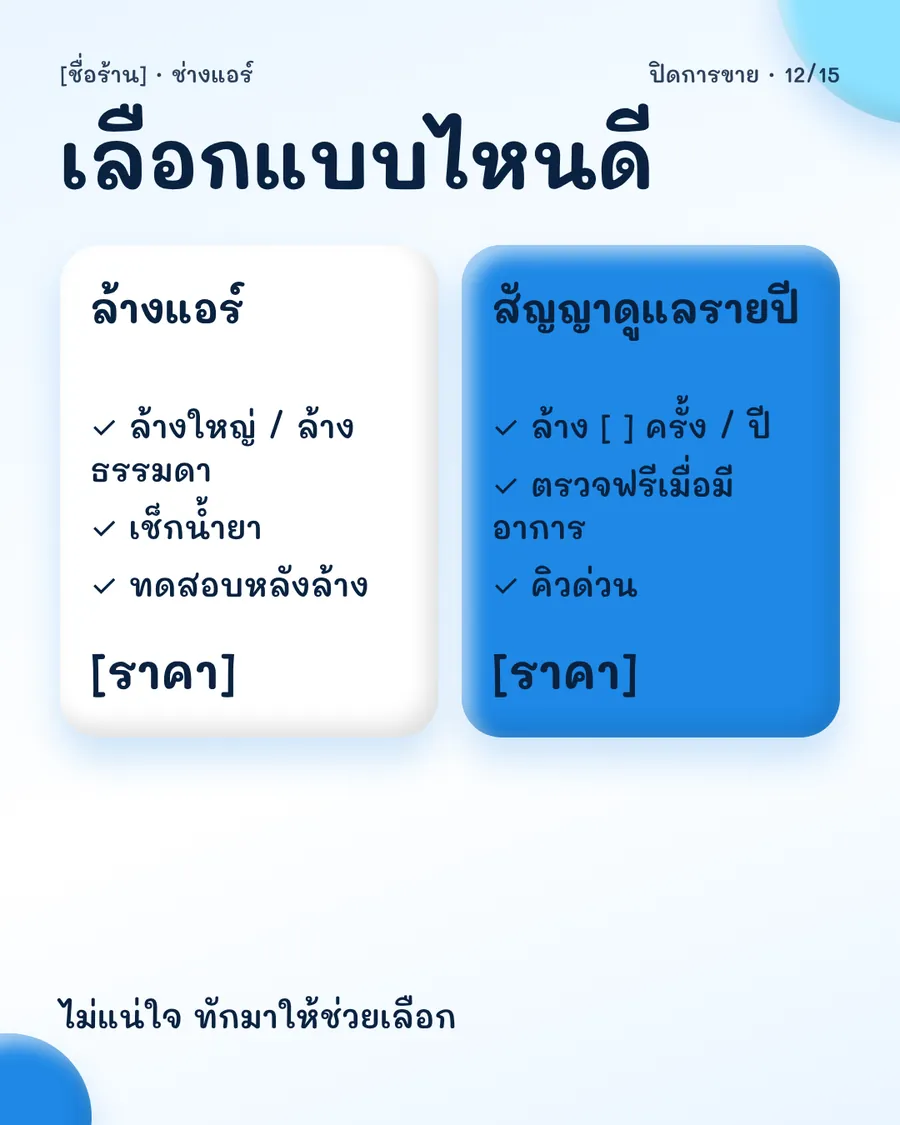 [ชื่อร้าน] · ช่างแอร์
ปิดการขาย · 12/15
เลือกแบบไหนดี
ล้างแอร์
✓ ล้างใหญ่ / ล้าง
ธรรมดา
✓ เช็กน้ำยา
✓ ทดสอบหลังล้าง
[ราคา]
สัญญาดูแลรายปี
✓ ล้าง [ ] ครั้ง / ปี
✓ ตรวจฟรีเมื่อมี
อาการ
✓ คิวด่วน
[ราคา]
ไม่แน่ใจ ทักมาให้ช่วยเลือก